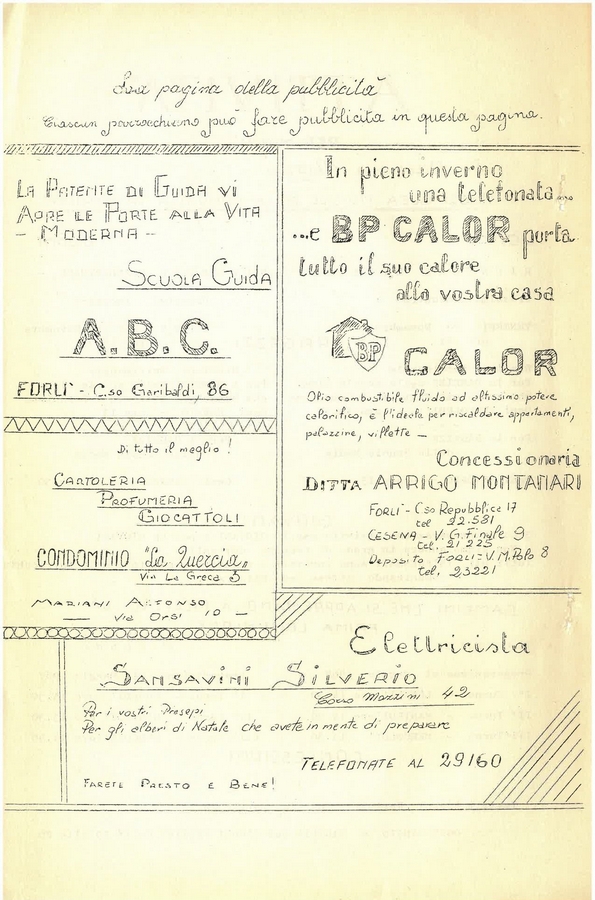 La pagina della pubblicità
Ciascun parrocchiano può fare pubblicità in questa pagina.
LA PATENTE DI GUIDA VI
APRE LE PORTE ALLA VITA
- MODERNA -
SCUOLA GUIDA
A.B.C.
FORLI' - C.so Garibaldi, 86
Di tutto il meglio!
CARTOLERIA
PROFUMERIA
GIOCATTOLI
CONDOMINIO "La Quercia"
Via La Greca 5
MARIANI
Via Orsi 10 -
In pieno inverno
una telefonata....
...e BP CALOR porta
tutto il suo calore
alla vostra casa
BP
CALOR
Olio combustibile fluido ad altissimo potere
calorifico, è l'ideale per riscaldare appartamenti,
palazzine, villette -
Concessionaria
DITTA ARRIGO MONTANARI
FORLI' - C.so Repubblica 17
tel 22.581
CESENA - V. G. Finale 9
tel. 21 225
DEPOSITO FORLI' - V. M. Polo 8
tel. 23221
Elettricista
SANSAVINI SILVERIO
Corso Mazzini 42
Per i vostri Presepi
Per gli alberi di Natale che avete in mente di preparare
TELEFONATE AL 29160
FARETE PRESTO E BENE!